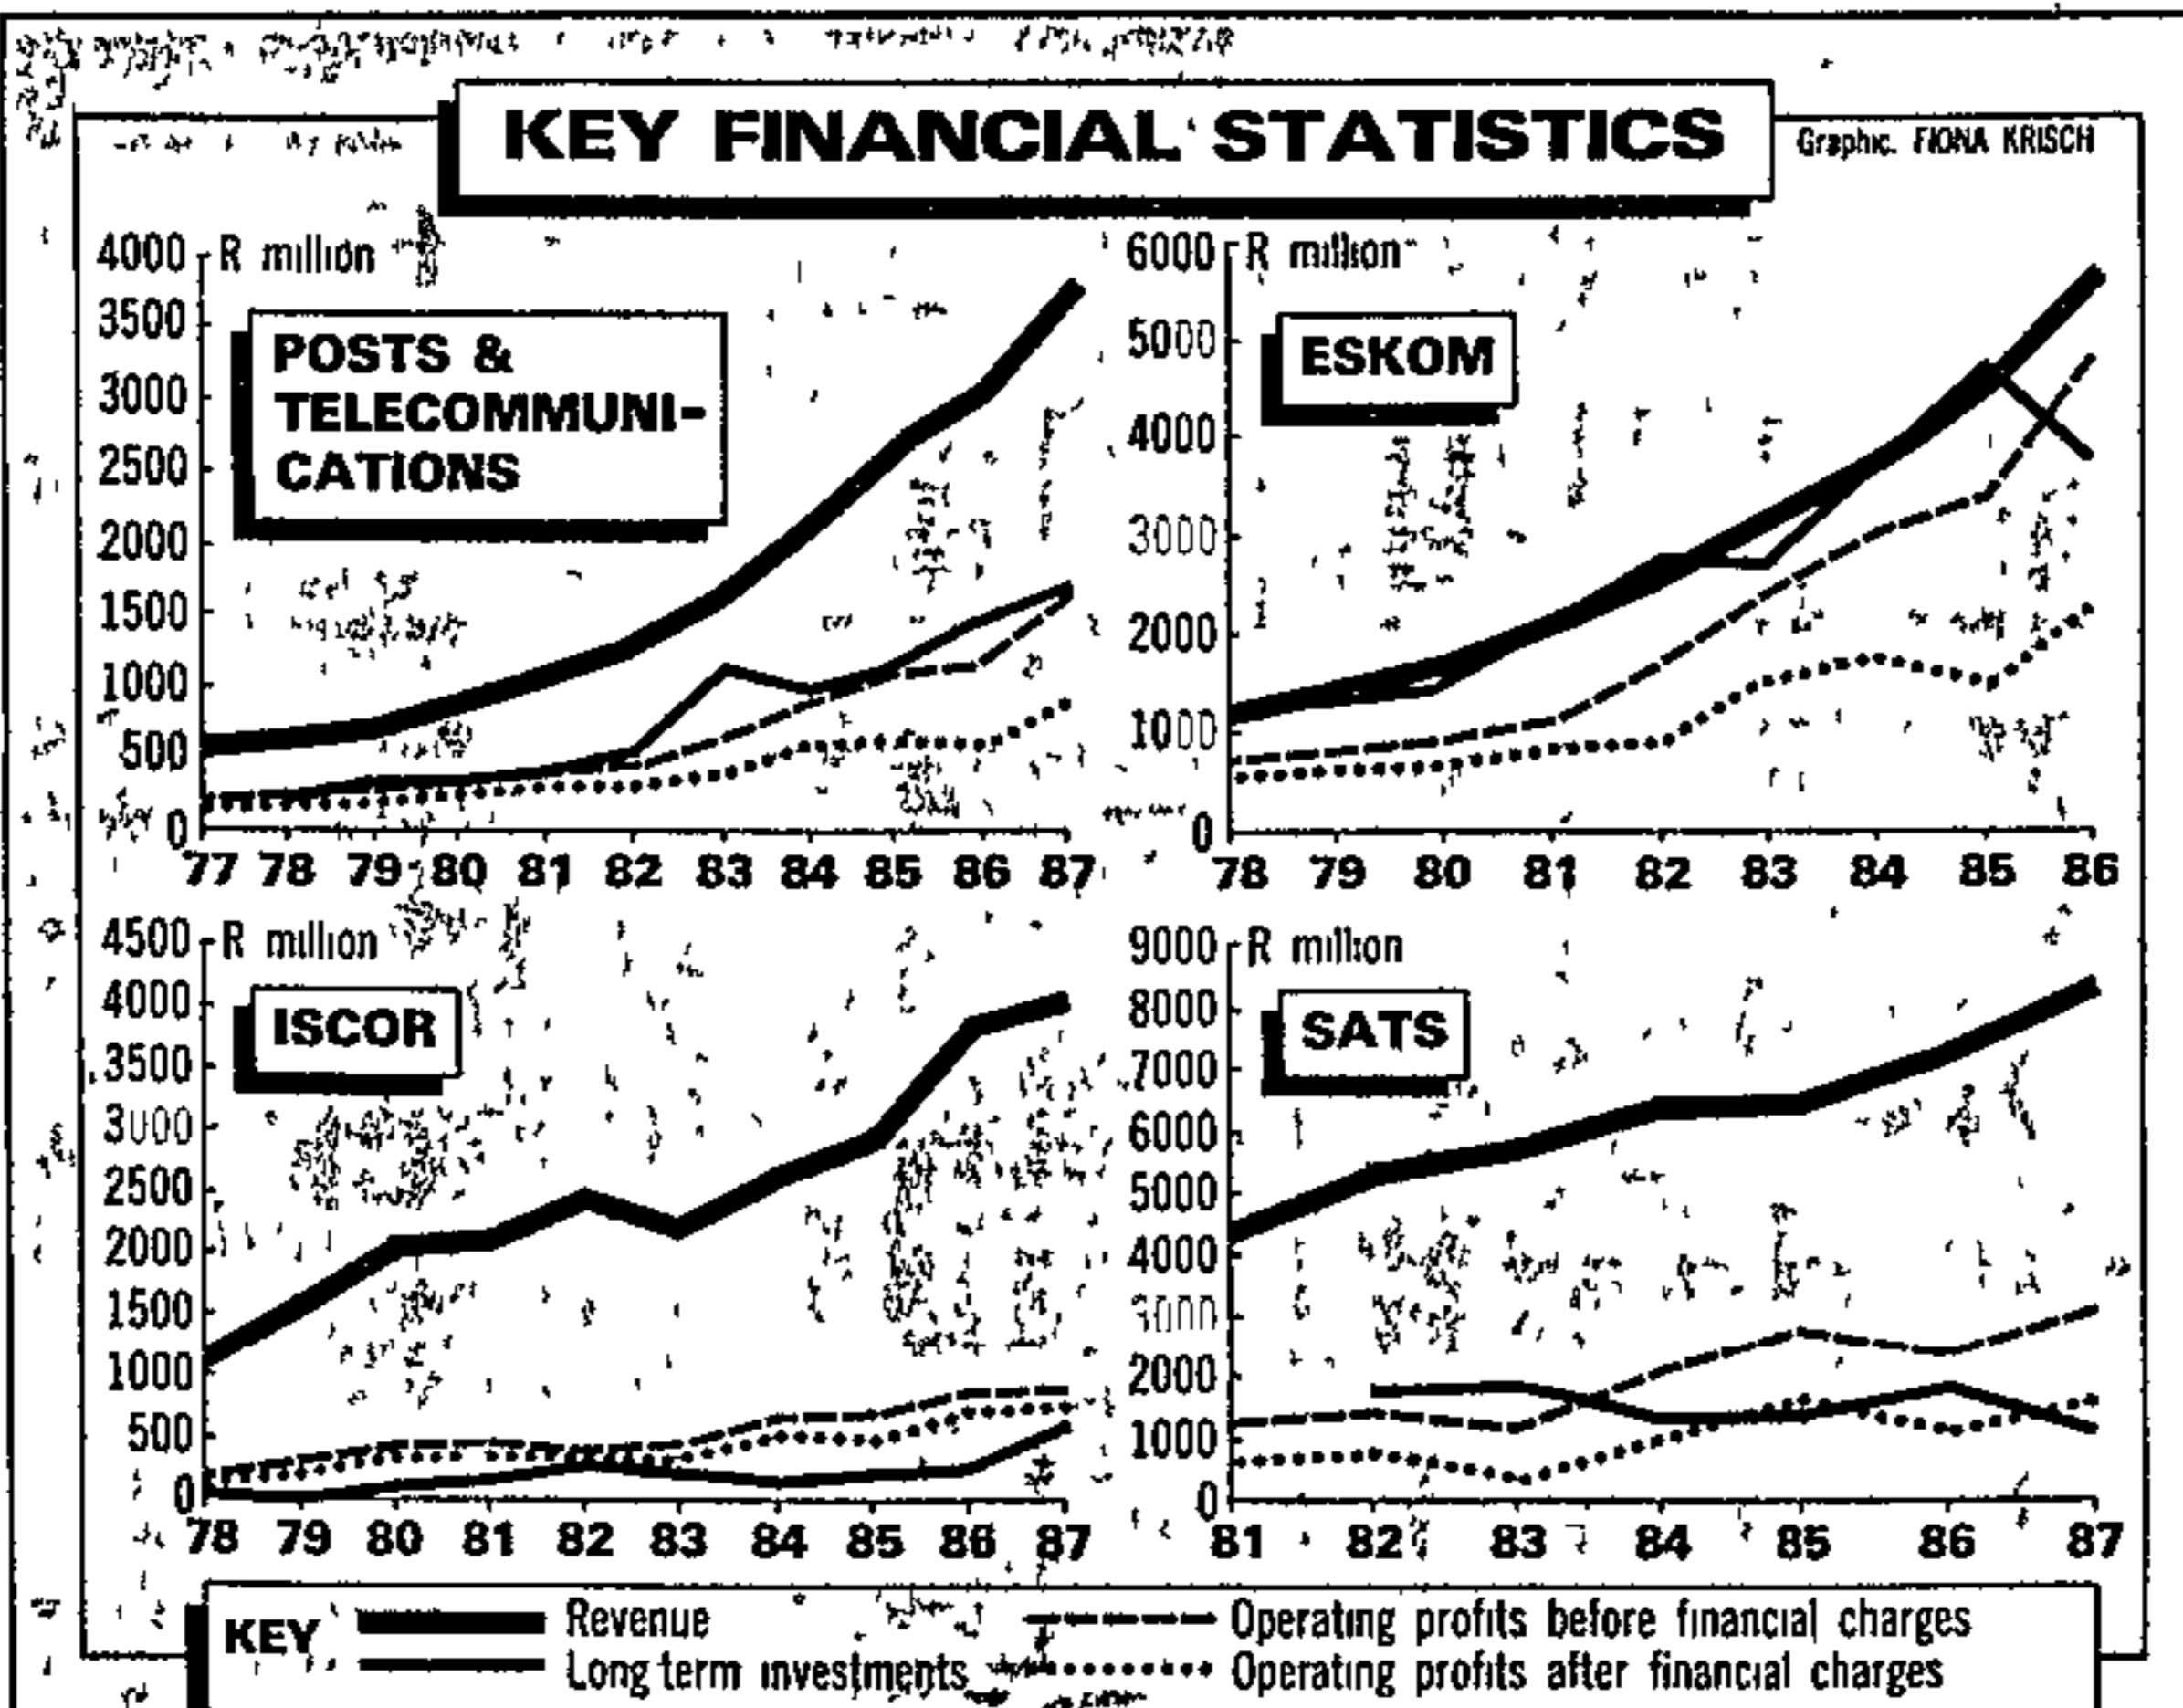 KEY FINANCIAL STATISTICS
Graphic. FIONA KRISCH
4000 R million
3500
3000
2500
2000
1500
1000
500
0
POSTS &
TELECOMMUNI-
CATIONS
77 78 79 80 81 82 83 84 85 86 87
6000 R million
5000
4000
3000
2000
1000
0
ESKOM
78 79 80 81 82 83 84 85 86
4500 R million
4000
3500
3000
2500
2000
1500
1000
500
0
ISCOR
78 79 80 81 82 83 84 85 86 87
9000 R million
8000
7000
6000
5000
4000
3000
2000
1000
0
SATS
81 82 83 84 85 86 87
KEY
Revenue
Long term investments
Operating profits before financial charges
Operating profits after financial charges